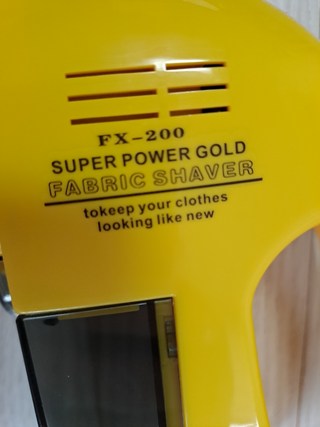 FX-200
SUPER POWER GOLD
FABRIC SHAVER
tokeep your clothes
looking like new